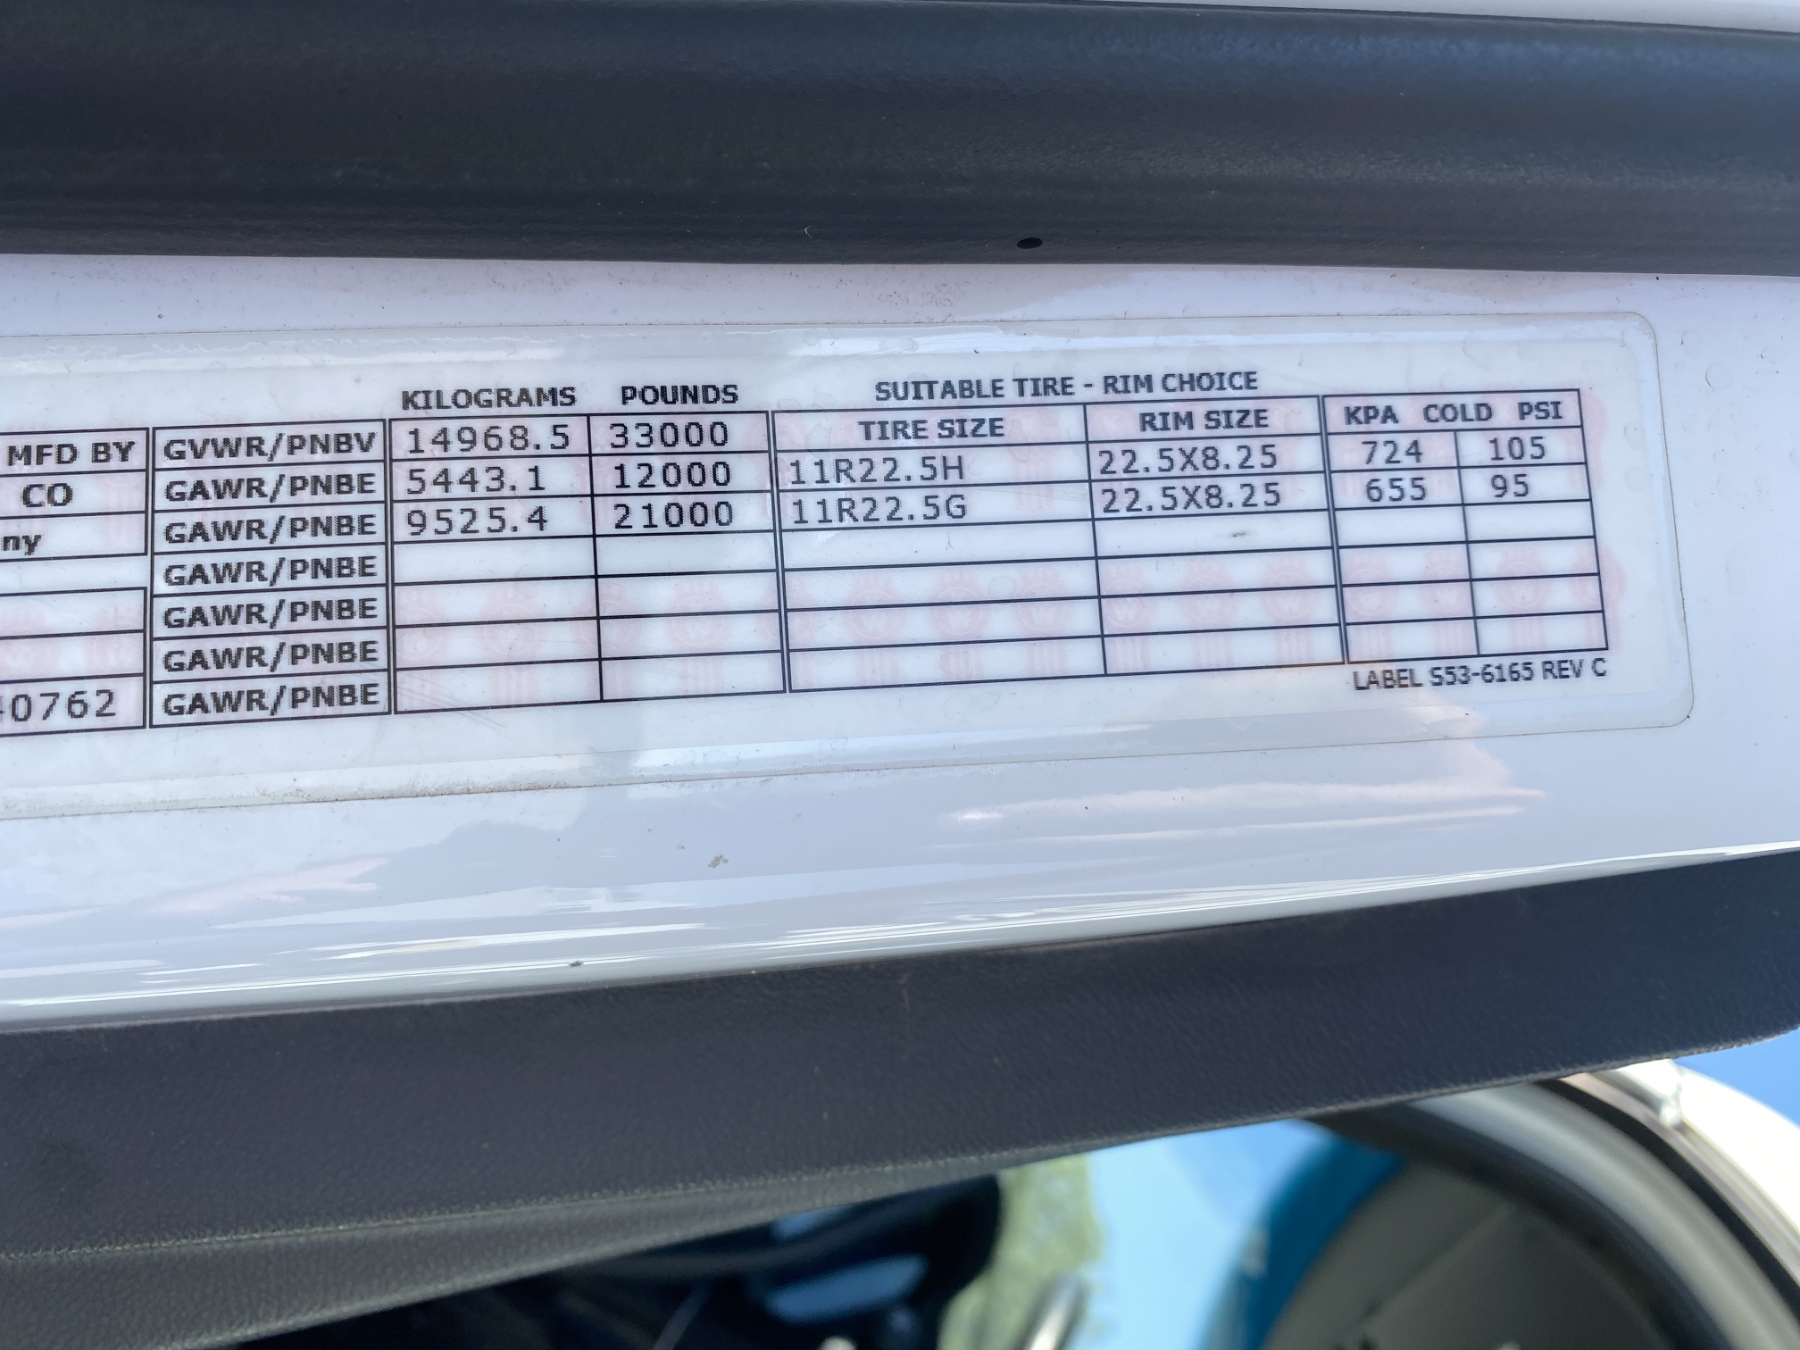 KILOGRAMS POUNDS SUITABLE TIRE - RIM CHOICE
MFD BY GVWR/PNBV 14968.5 33000 TIRE SIZE RIM SIZE KPA COLD PSI
CO GAWR/PNBE 5443.1 12000 11R22.5H 22.5X8.25 724 105
ny GAWR/PNBE 9525.4 21000 11R22.5G 22.5X8.25 655 95
GAWR/PNBE
GAWR/PNBE
GAWR/PNBE
0762 GAWR/PNBE
LABEL S53-6165 REV C